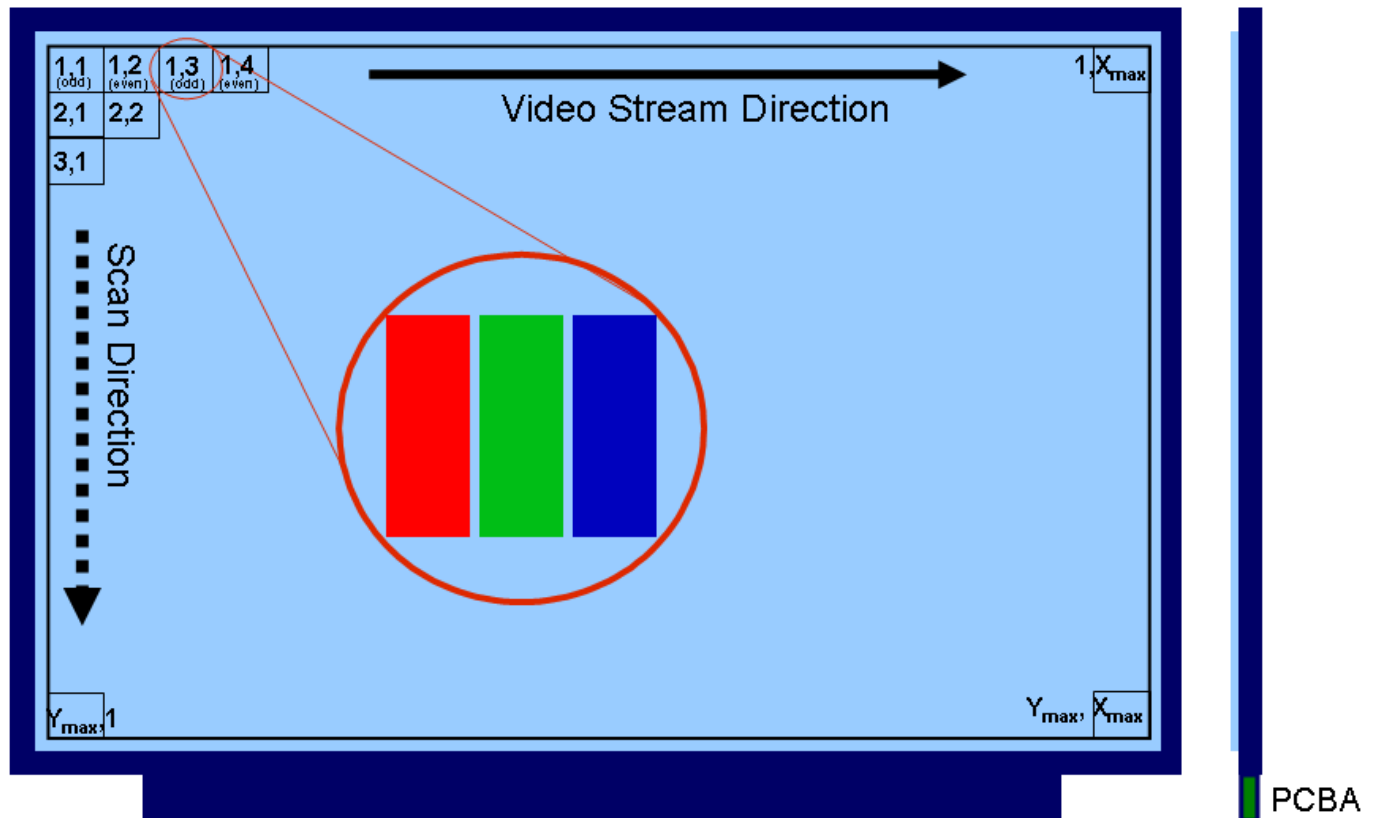 1,1 1,2 1,3 1,4 1,Xmax
(odd) (even) (odd) (even)
Video Stream Direction
2,1 2,2
3,1
Scan Direction
Ymax,1 Ymax, Xmax
PCBA